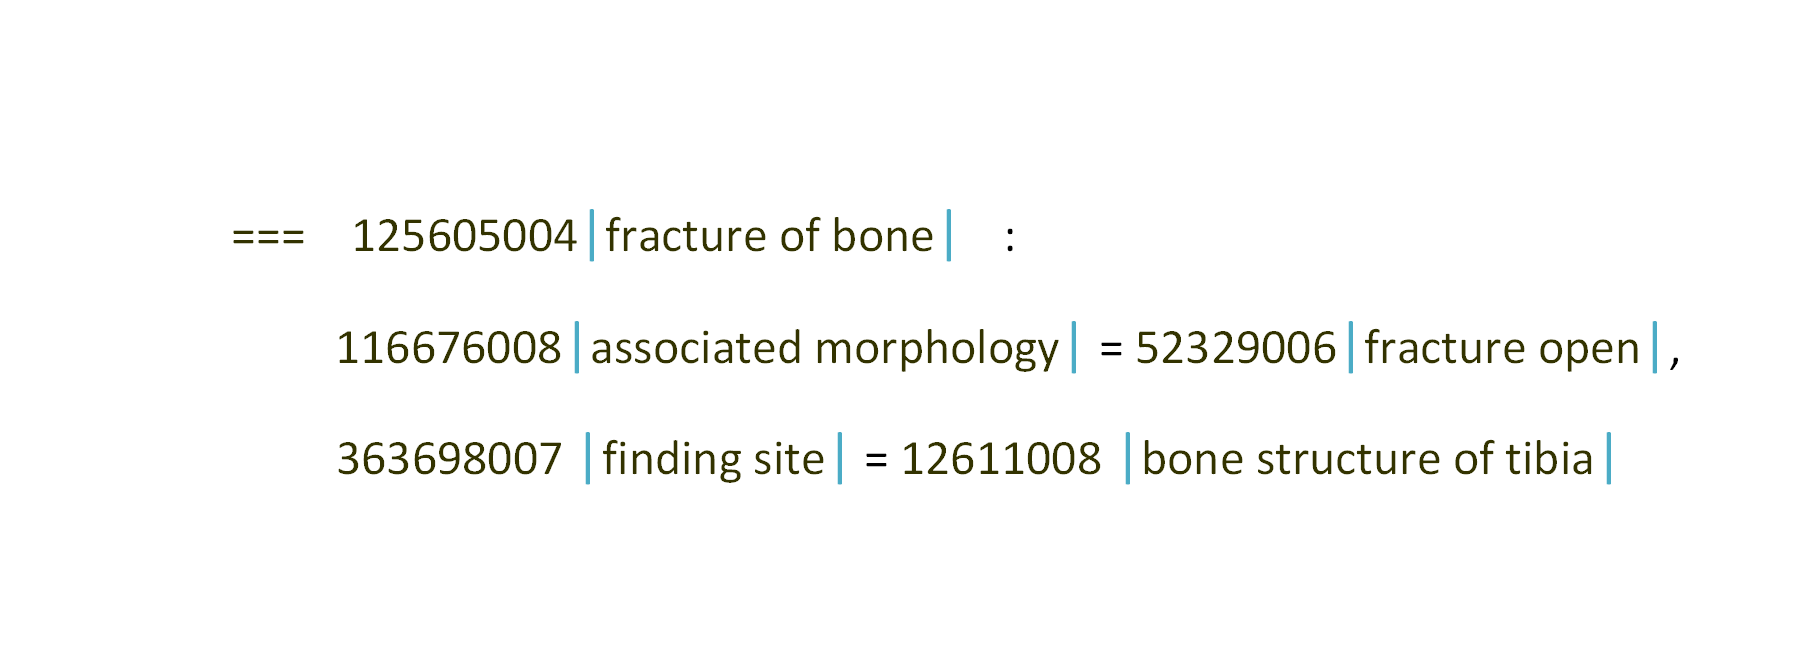 === 125605004|fracture of bone| :
116676008|associated morphology| = 52329006|fracture open|,
363698007 |finding site| = 12611008 |bone structure of tibia|